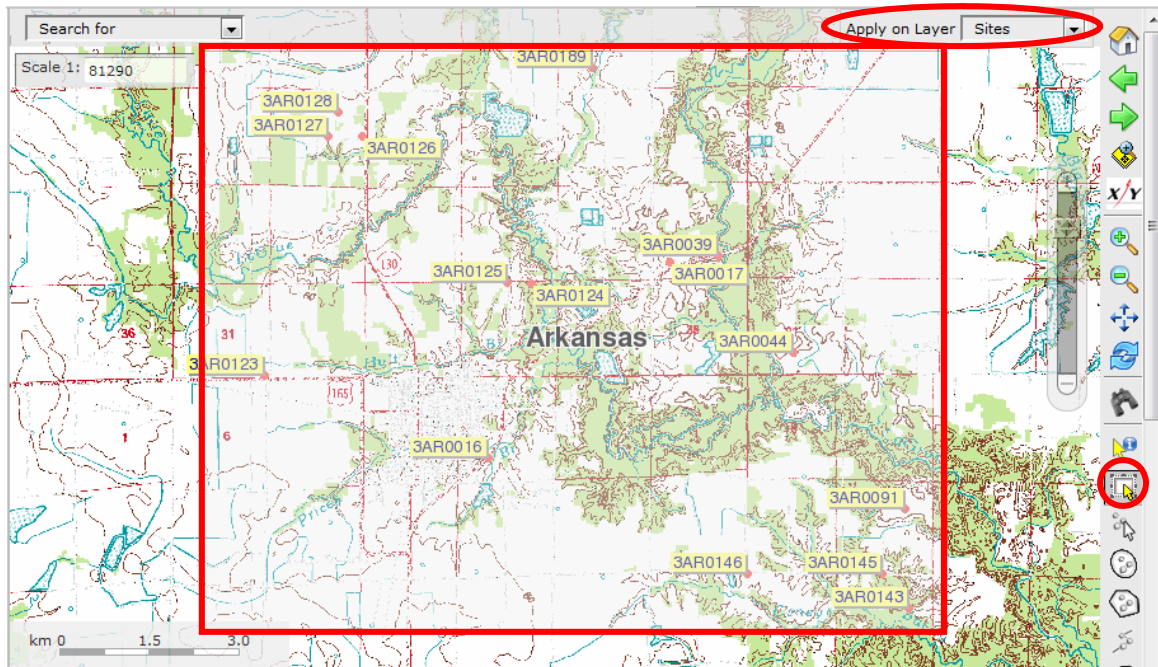 Search for
Apply on Layer Sites
Scale 1: 81290
3AR0189
3AR0128
3AR0127
3AR0126
X/Y
LaGrue
130
3AR0039
3AR0125
3AR0017
3AR0124
36
31
38
Arkansas
3AR0044
3AR0123
165
1
6
3AR0016
Price
3AR0091
3AR0146
3AR0145
3AR0143
km 0 1.5 3.0